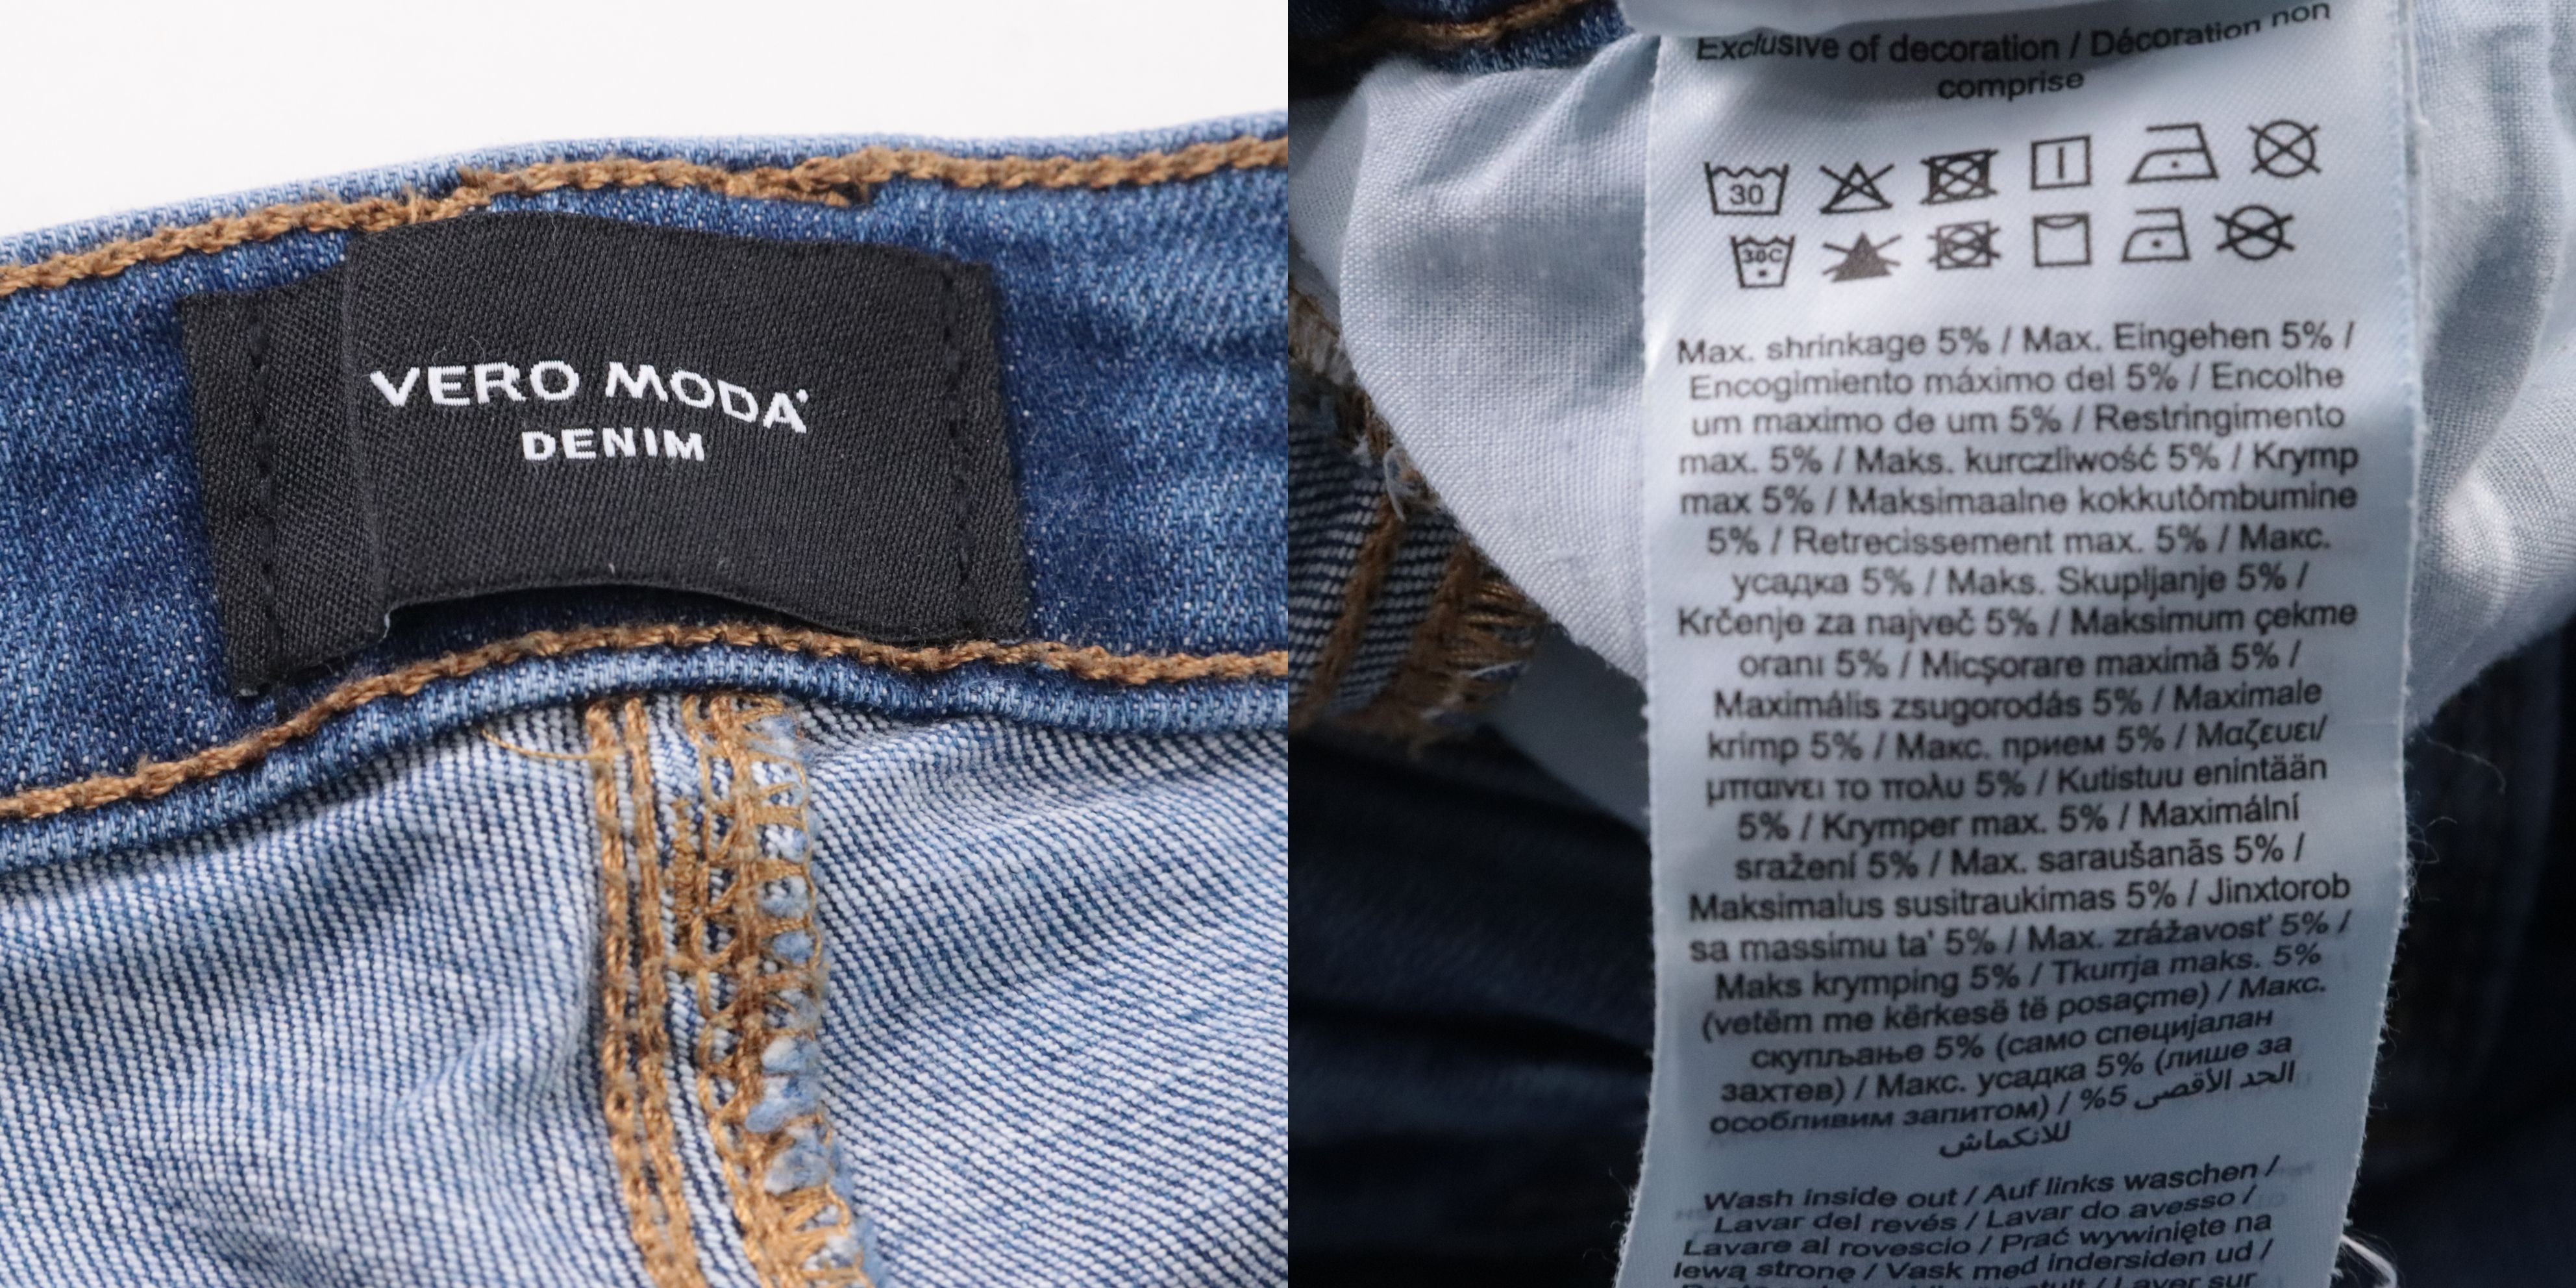 VERO MODA
DENIM
Exclusive of decoration / Décoration non
comprise
30
30C
Max. shrinkage 5% / Max. Eingehen 5% /
Encogimiento máximo del 5% / Encolhe
um maximo de um 5% / Restringimento
max. 5% / Maks. kurczliwość 5% / Krymp
max 5% / Maksimaalne kokkutõmbumine
5% / Retrecissement max. 5% / Макс.
усадка 5% / Maks. Skupljanje 5% /
Krčenje za največ 5% / Maksimum çekme
oranı 5% / Micşorare maximă 5% /
Maximális zsugorodás 5% / Maximale
krimp 5% / Макс. прием 5% / Μαζευει/
μπαινει το πολυ 5% / Kutistuu enintään
5% / Krymper max. 5% / Maximální
sražení 5% / Max. saraušanās 5% /
Maksimalus susitraukimas 5% / Jinxtorob
sa massimu ta' 5% / Max. zrážavosť 5% /
Maks krymping 5% / Tkurrja maks. 5%
(vetëm me kërkesë të posaçme) / Макс.
скупљање 5% (само специјалан
захтев) / Макс. усадка 5% (лише за
особливим запитом) / %5 الحد الأقصى
للانكماش
Wash inside out / Auf links waschen /
Lavar del revés / Lavar do avesso /
Lavare al rovescio / Prać wywinięte na
lewą stronę / Vask med indersiden ud /
/ Laver sur